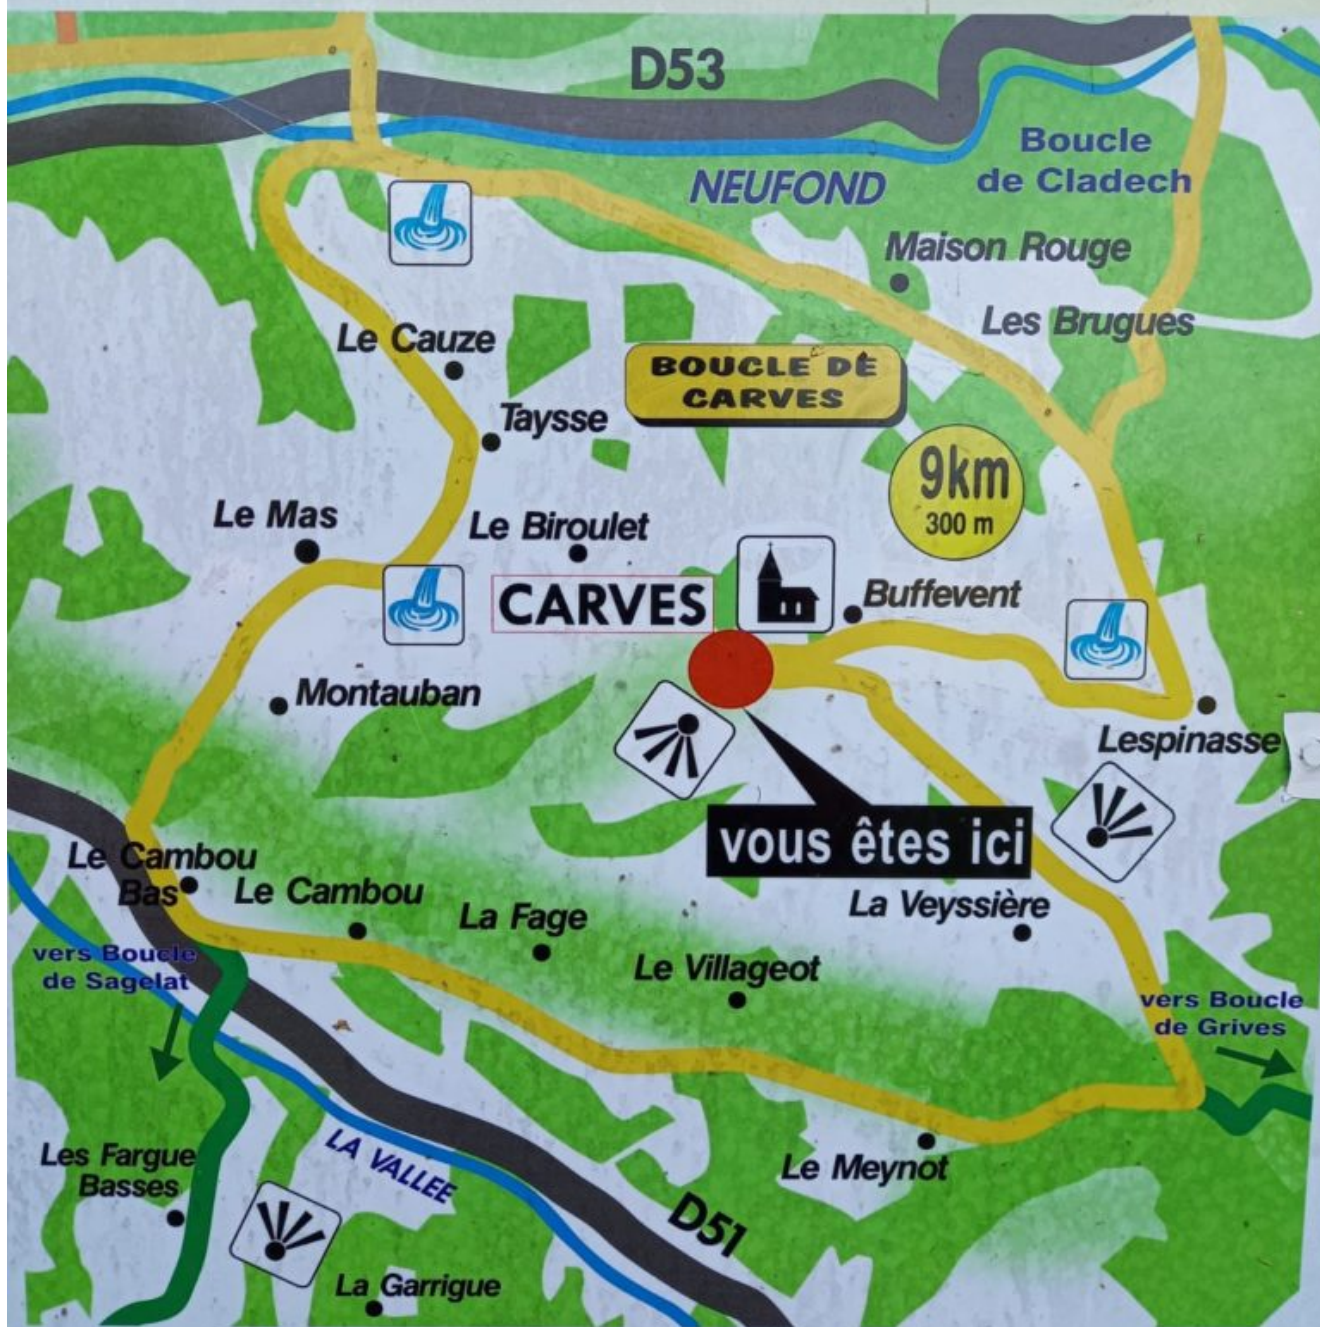 D53
Boucle
de Cladech
NEUFOND
Maison Rouge
Les Brugues
Le Cauze
BOUCLE DE
CARVES
Taysse
9km
300 m
Le Mas
Le Biroulet
CARVES
Buffevent
Montauban
Lespinasse
vous êtes ici
Le Cambou
Bas
Le Cambou
La Veyssière
La Fage
vers Boucle
de Sagelat
Le Villageot
vers Boucle
de Grives
Les Fargue
Basses
LA VALLEE
Le Meynot
D51
La Garrigue